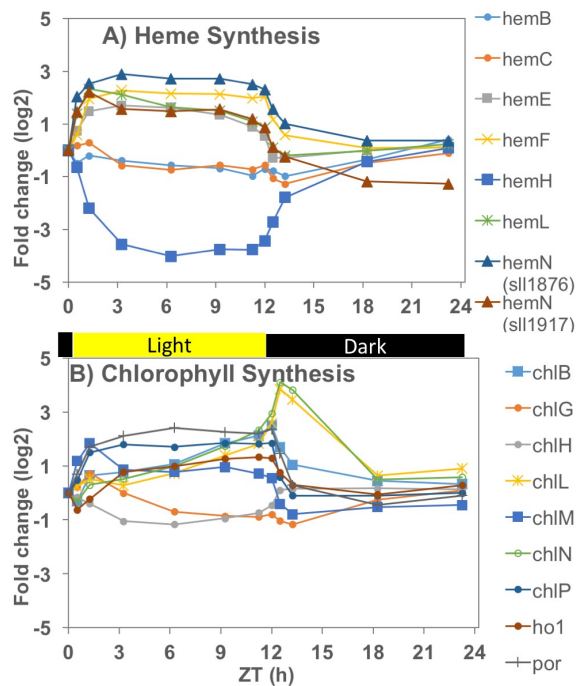 A) Heme Synthesis
Fold change (log2)
5
3
1
-1
-3
-5
0 3 6 9 12 15 18 21 24
hemB
hemC
hemE
hemF
hemH
hemL
hemN
(sll1876)
hemN
(sll1917)
Light
Dark
B) Chlorophyll Synthesis
Fold change (log2)
5
3
1
-1
-3
-5
0 3 6 9 12 15 18 21 24
ZT (h)
chlB
chlG
chlH
chlL
chlM
chlN
chlP
ho1
por